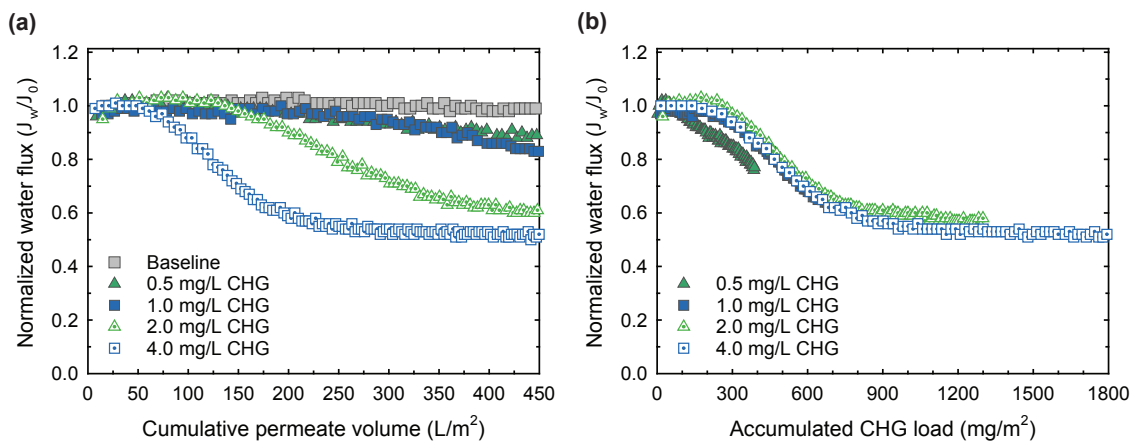 (a)
Normalized water flux (J_w/J_0)
1.2
1.0
0.8
0.6
0.4
0.2
0.0
Baseline
0.5 mg/L CHG
1.0 mg/L CHG
2.0 mg/L CHG
4.0 mg/L CHG
0 50 100 150 200 250 300 350 400 450
Cumulative permeate volume (L/m²)
(b)
Normalized water flux (J_w/J_0)
1.2
1.0
0.8
0.6
0.4
0.2
0.0
0.5 mg/L CHG
1.0 mg/L CHG
2.0 mg/L CHG
4.0 mg/L CHG
0 300 600 900 1200 1500 1800
Accumulated CHG load (mg/m²)